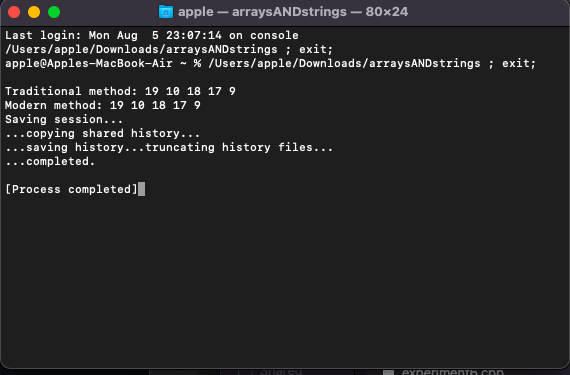 apple — arraysANDstrings — 80×24
Last login: Mon Aug  5 23:07:14 on console
/Users/apple/Downloads/arraysANDstrings ; exit;
apple@Apples-MacBook-Air ~ % /Users/apple/Downloads/arraysANDstrings ; exit;
Traditional method: 19 10 18 17 9
Modern method: 19 10 18 17 9
Saving session...
...copying shared history...
...saving history...truncating history files...
...completed.
[Process completed]
Shared
experiment6.cpp